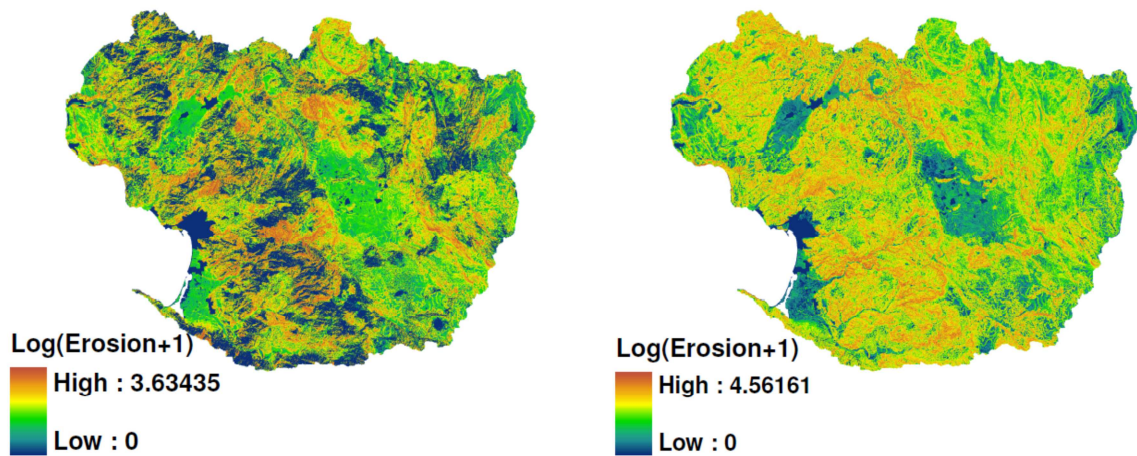 Log(Erosion+1)
High : 3.63435
Low : 0
Log(Erosion+1)
High : 4.56161
Low : 0